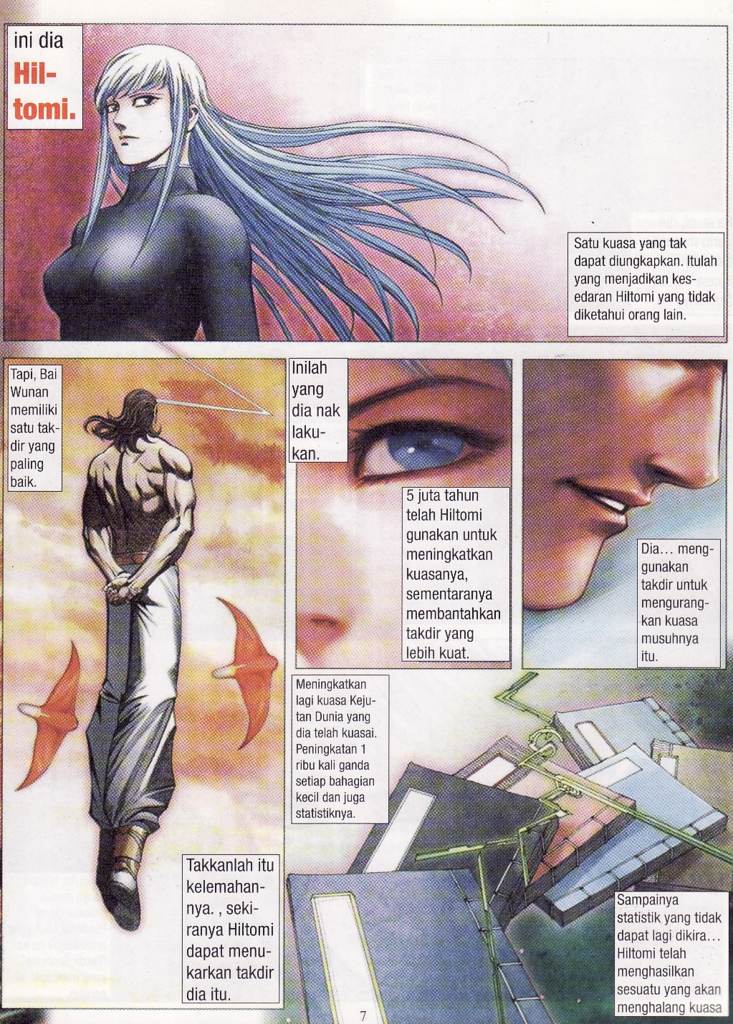 ini dia
Hil-
tomi.
Satu kuasa yang tak
dapat diungkapkan. Itulah
yang menjadikan kes-
edaran Hiltomi yang tidak
diketahui orang lain.
Tapi, Bai
Wunan
memiliki
satu tak-
dir yang
paling
baik.
Inilah
yang
dia nak
laku-
kan.
5 juta tahun
telah Hiltomi
gunakan untuk
meningkatkan
kuasanya,
sementaranya
membantahkan
takdir yang
lebih kuat.
Dia... meng-
gunakan
takdir untuk
mengurang-
kan kuasa
musuhnya
itu.
Meningkatkan
lagi kuasa Keju-
tan Dunia yang
dia telah kuasai.
Peningkatan 1
ribu kali ganda
setiap bahagian
kecil dan juga
statistiknya.
Takkanlah itu
kelemahan-
nya. , seki-
ranya Hiltomi
dapat menu-
karkan takdir
dia itu.
Sampainya
statistik yang tidak
dapat lagi dikira...
Hiltomi telah
menghasilkan
sesuatu yang akan
menghalang kuasa
7